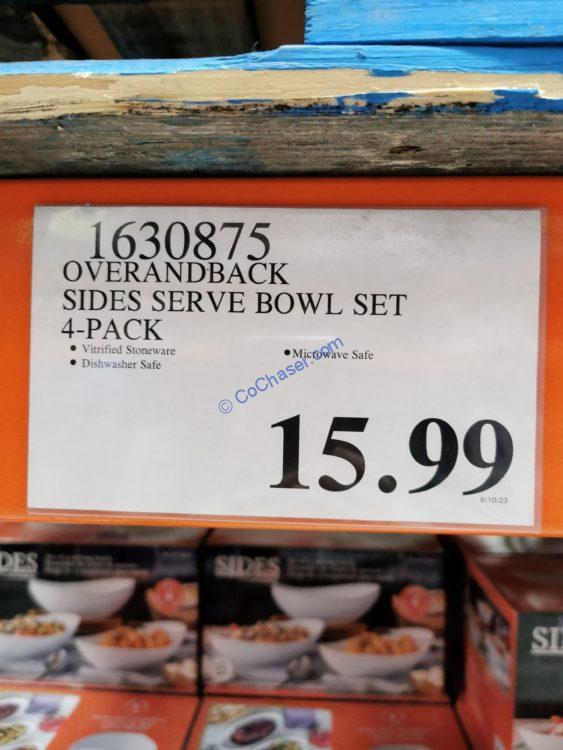 1630875
OVERANDBACK
SIDES SERVE BOWL SET
4-PACK
• Vitrified Stoneware
• Microwave Safe
• Dishwasher Safe
© CoChaser.com
15.99
8/10/23
SIDES
SIDES